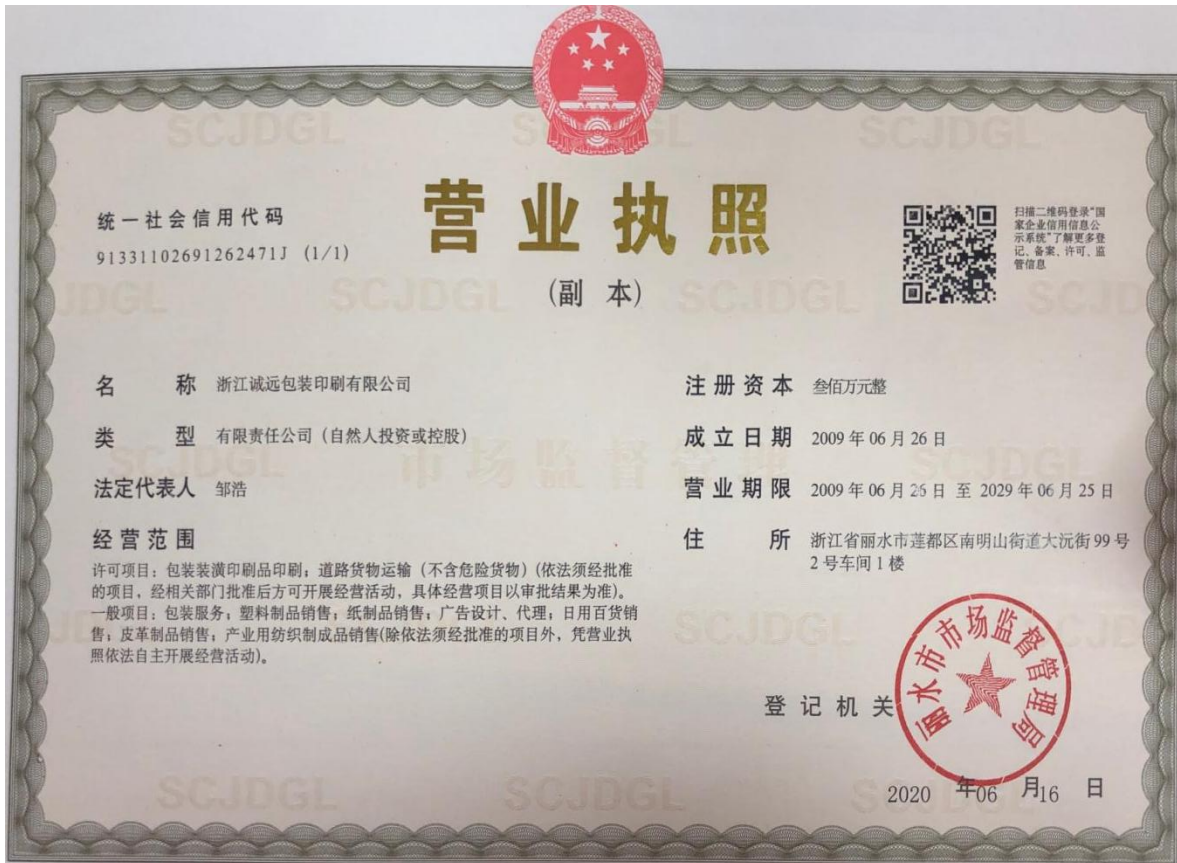 营业执照
(副 本)
统一社会信用代码
91331102691262471J (1/1)
扫描二维码登录“国
家企业信用信息公
示系统”了解更多登
记、备案、许可、监
管信息
名 称 浙江诚远包装印刷有限公司
类 型 有限责任公司（自然人投资或控股）
法定代表人 邹浩
经营范围
许可项目：包装装潢印刷品印刷；道路货物运输（不含危险货物）(依法须经批准
的项目，经相关部门批准后方可开展经营活动，具体经营项目以审批结果为准)。
一般项目：包装服务；塑料制品销售；纸制品销售；广告设计、代理；日用百货销
售；皮革制品销售；产业用纺织制成品销售(除依法须经批准的项目外，凭营业执
照依法自主开展经营活动)。
注册资本 叁佰万元整
成立日期 2009年06月26日
营业期限 2009年06月26日 至 2029年06月25日
住 所 浙江省丽水市莲都区南明山街道大沅街99号
2号车间1楼
登记机关
丽水市市场监督管理局
2020 年06 月16 日
SCJDGL
市场监督管理